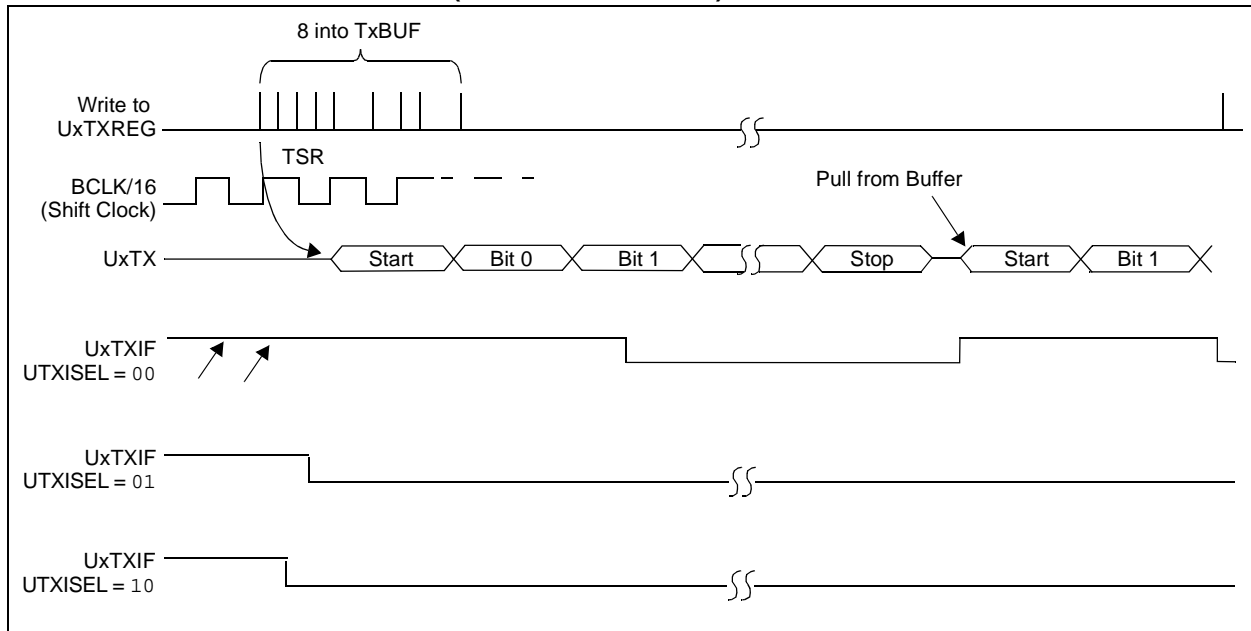 8 into TxBUF
Write to
UxTXREG
TSR
BCLK/16
(Shift Clock)
Pull from Buffer
UxTX
Start
Bit 0
Bit 1
Stop
Start
Bit 1
UxTXIF
UTXISEL = 00
UxTXIF
UTXISEL = 01
UxTXIF
UTXISEL = 10